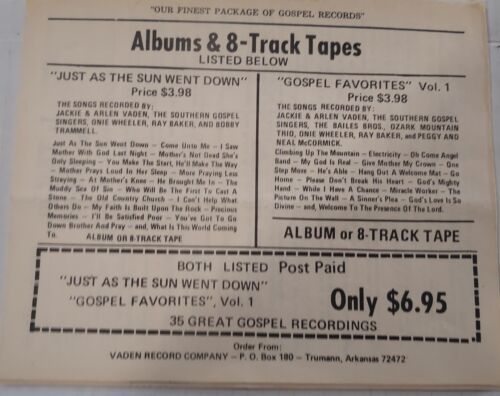 "OUR FINEST PACKAGE OF GOSPEL RECORDS"
Albums & 8-Track Tapes
LISTED BELOW
"JUST AS THE SUN WENT DOWN"
Price $3.98
THE SONGS RECORDED BY:
JACKIE & ARLEN VADEN, THE SOUTHERN GOSPEL
SINGERS, ONIE WHEELER, RAY BAKER, AND BOBBY
TRAMMELL.
Just As The Sun Went Down — Come Unto Me — I Saw
Mother With God Last Night — Mother's Not Dead She's
Only Sleeping — You Make The Start, He'll Make The Way
— Mother Prays Loud In Her Sleep — More Praying Less
Straying — At Mother's Knee — He Brought Me In — The
Muddy Sea Of Sin — Who Will Be The First To Cast A
Stone — The Old Country Church — I Can't Help What
Others Do — My Faith Is Built Upon The Rock — Precious
Memories — I'll Be Satisfied Poor — You've Got To Go
Down Brother And Pray — and, What Is This World Coming
To.
ALBUM OR 8-TRACK TAPE
"GOSPEL FAVORITES" Vol. 1
Price $3.98
THE SONGS RECORDED BY:
JACKIE & ARLEN VADEN, THE SOUTHERN GOSPEL
SINGERS, THE BAILES BROS., OZARK MOUNTAIN
TRIO, ONIE WHEELER, RAY BAKER, and PEGGY AND
NEAL McCORMICK.
Climbing Up The Mountain — Electricity — Oh Come Angel
Band — My God Is Real — Give Mother My Crown — One
Step More — He's Able — Hang Out A Welcome Mat — Go
Home — Please Don't Break His Heart — God's Mighty
Hand — While I Have A Chance — Miracle Worker — The
Picture On The Wall — A Sinner's Plea — God's Love Is So
Divine — and, Welcome To The Presence Of The Lord.
ALBUM or 8-TRACK TAPE
BOTH LISTED Post Paid
"JUST AS THE SUN WENT DOWN"
"GOSPEL FAVORITES", Vol. 1
Only $6.95
35 GREAT GOSPEL RECORDINGS
Order From:
VADEN RECORD COMPANY — P. O. Box 180 — Trumann, Arkansas 72472